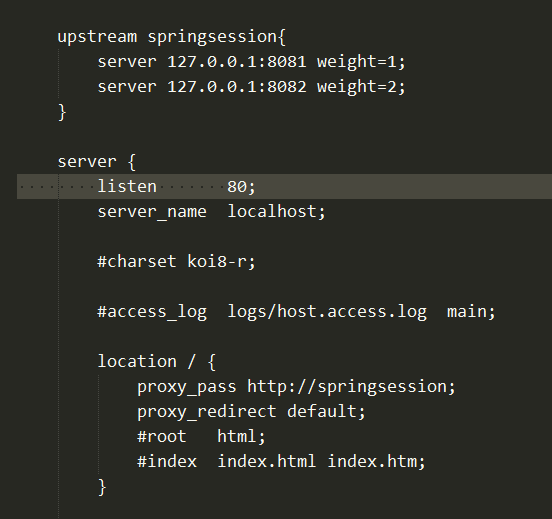 upstream springsession{
server 127.0.0.1:8081 weight=1;
server 127.0.0.1:8082 weight=2;
}
server {
listen       80;
server_name  localhost;
#charset koi8-r;
#access_log  logs/host.access.log  main;
location / {
proxy_pass http://springsession;
proxy_redirect default;
#root   html;
#index  index.html index.htm;
}